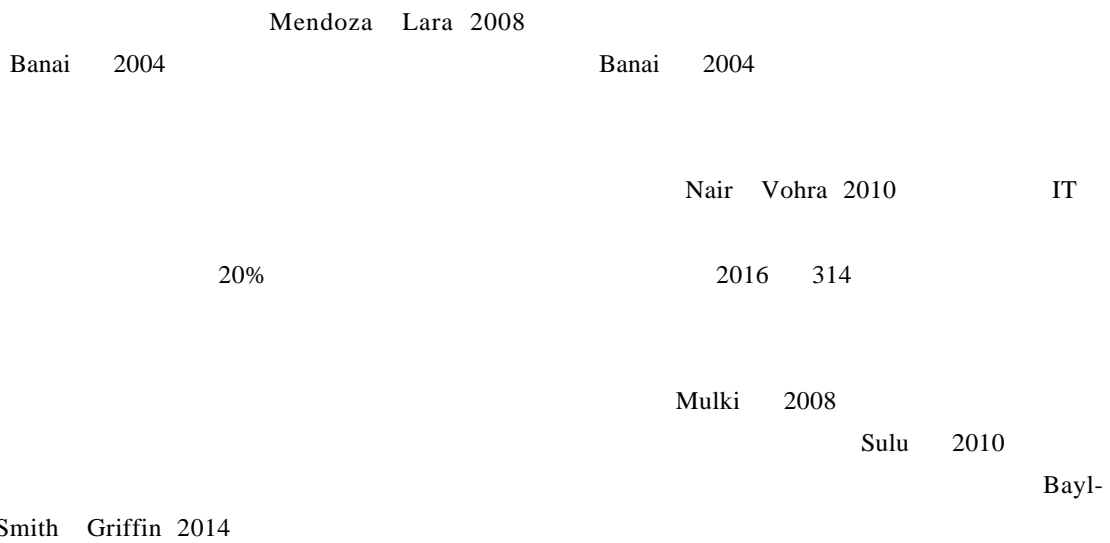 Mendoza Lara 2008
Banai 2004 Banai 2004
Nair Vohra 2010 IT
20% 2016 314
Mulki 2008
Sulu 2010
Bayl-
Smith Griffin 2014